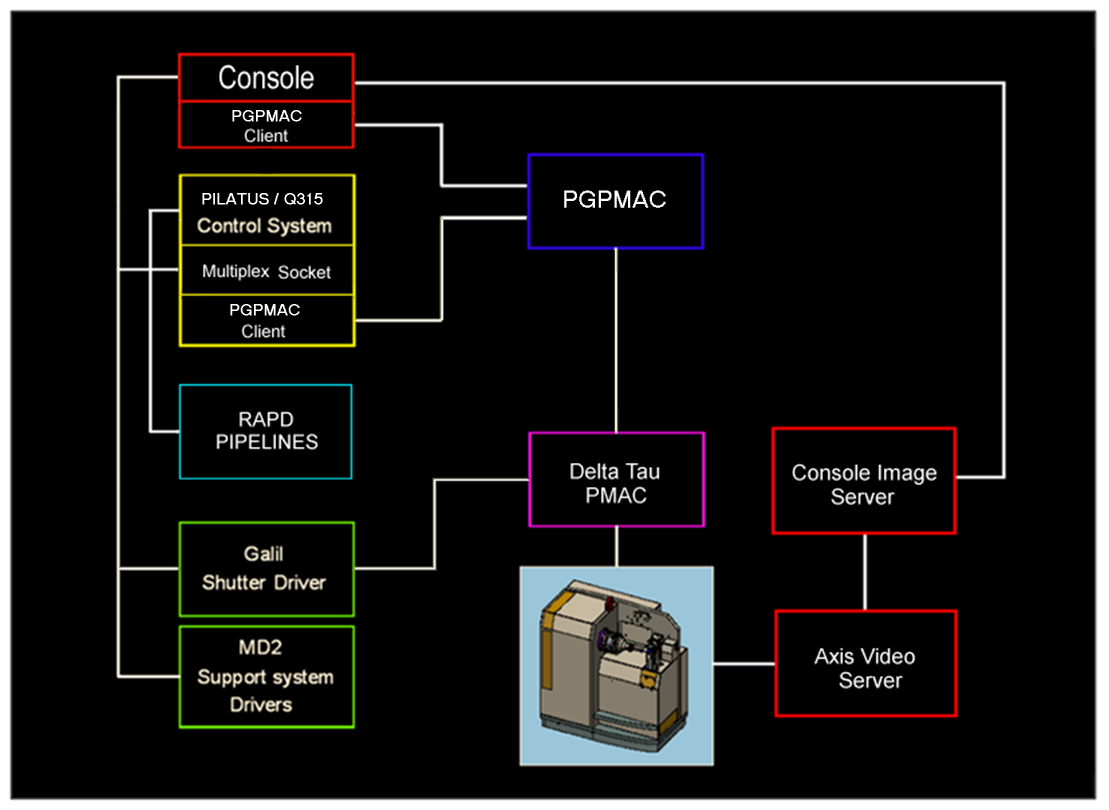 Console
PGPMAC
Client
PILATUS / Q315
Control System
Multiplex Socket
PGPMAC
Client
RAPD
PIPELINES
Galil
Shutter Driver
MD2
Support system
Drivers
PGPMAC
Delta Tau
PMAC
Console Image
Server
Axis Video
Server